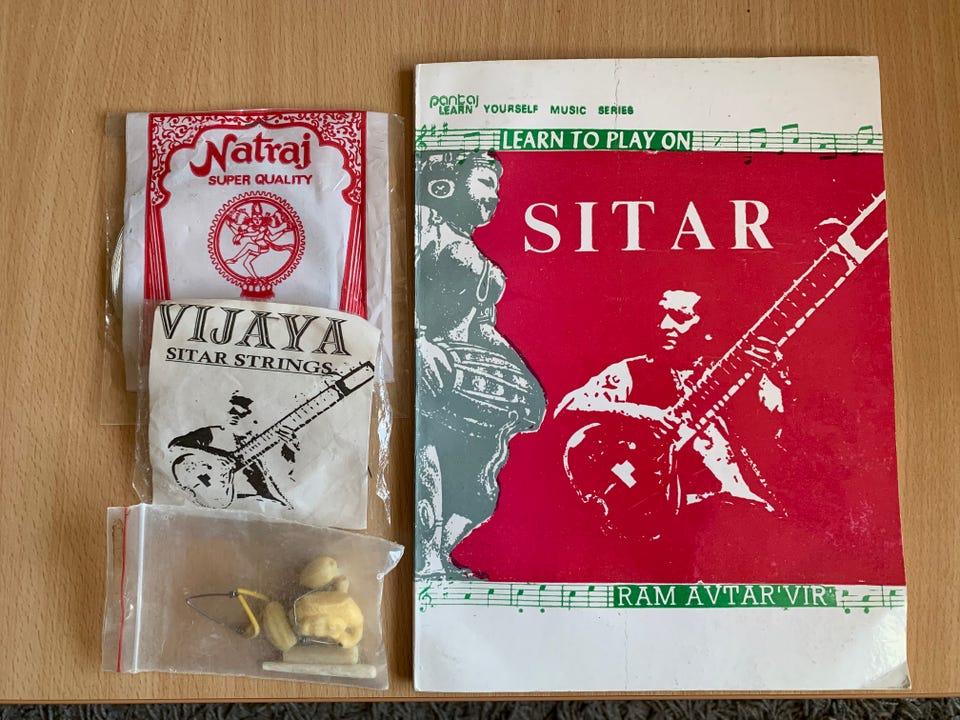 Natraj
SUPER QUALITY
VIJAYA
SITAR STRINGS
pankaj
LEARN YOURSELF MUSIC SERIES
LEARN TO PLAY ON
SITAR
RAM AVTAR 'VIR'